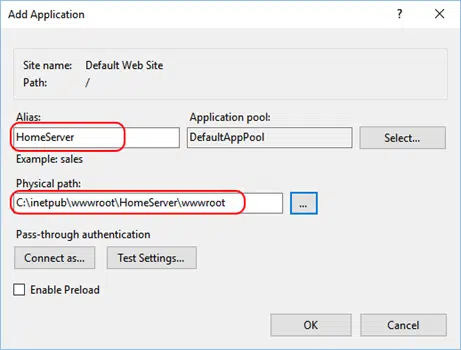 Add Application
?
Site name: Default Web Site
Path: /
Alias: Application pool:
HomeServer DefaultAppPool Select...
Example: sales
Physical path:
C:\inetpub\wwwroot\HomeServer\wwwroot ...
Pass-through authentication
Connect as... Test Settings...
Enable Preload
OK Cancel